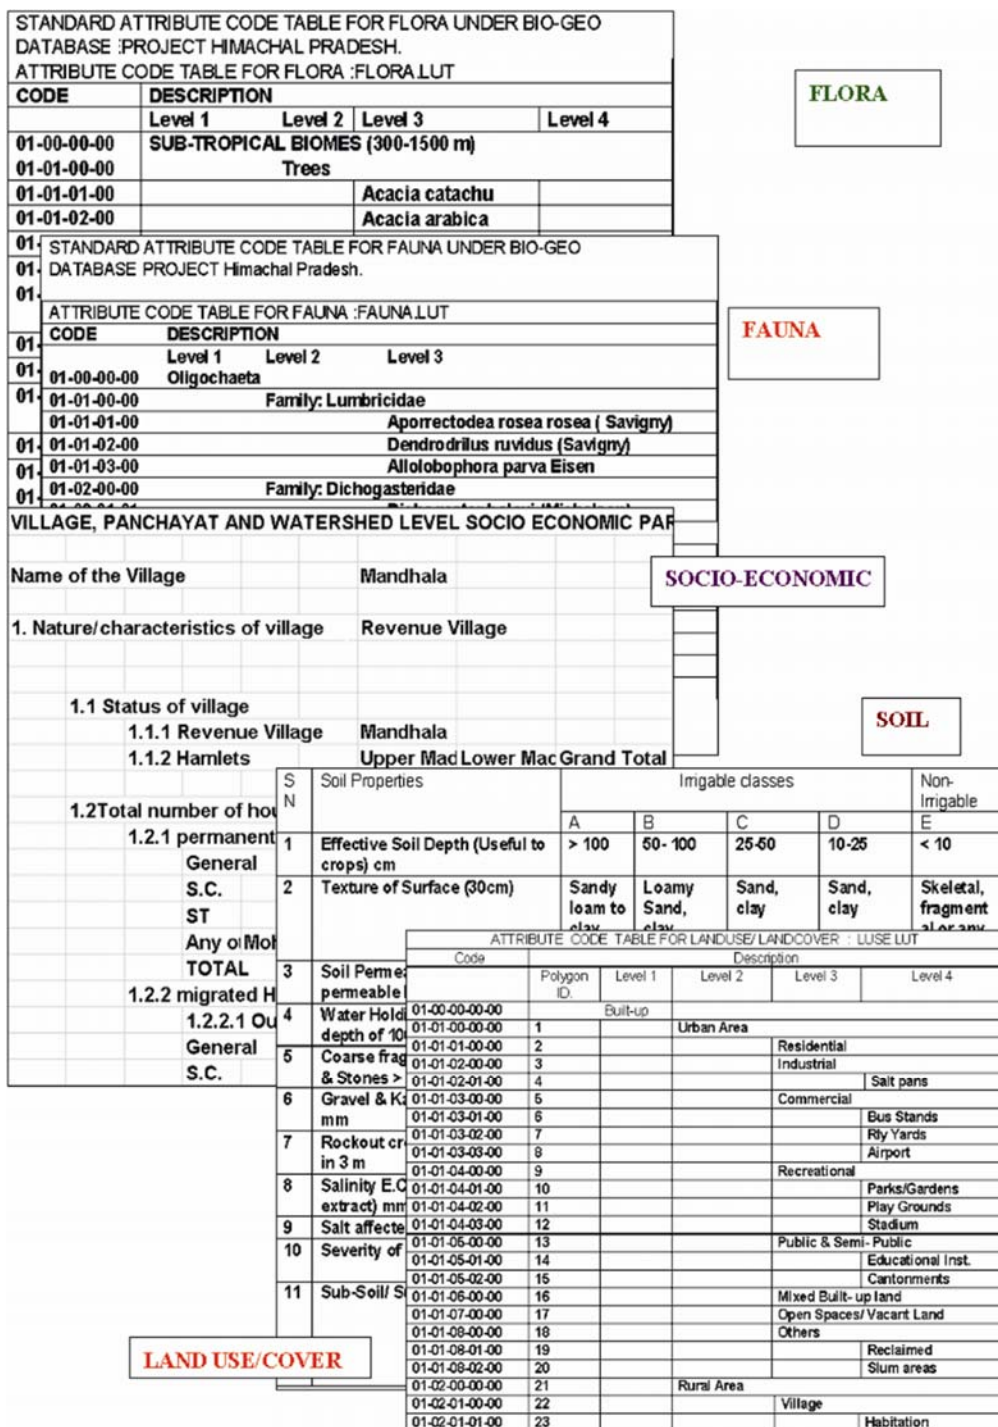 STANDARD ATTRIBUTE CODE TABLE FOR FLORA UNDER BIO-GEO
DATABASE :PROJECT HIMACHAL PRADESH.
ATTRIBUTE CODE TABLE FOR FLORA :FLORA.LUT
CODE DESCRIPTION
Level 1 Level 2 Level 3 Level 4
01-00-00-00 SUB-TROPICAL BIOMES (300-1500 m)
01-01-00-00 Trees
01-01-01-00 Acacia catachu
01-01-02-00 Acacia arabica
FLORA
STANDARD ATTRIBUTE CODE TABLE FOR FAUNA UNDER BIO-GEO
DATABASE PROJECT Himachal Pradesh.
ATTRIBUTE CODE TABLE FOR FAUNA :FAUNA.LUT
CODE DESCRIPTION
Level 1 Level 2 Level 3
01-00-00-00 Oligochaeta
01-01-00-00 Family: Lumbricidae
01-01-01-00 Aporrectodea rosea rosea ( Savigny)
01-01-02-00 Dendrodrilus ruvidus (Savigny)
01-01-03-00 Allolobophora parva Eisen
01-02-00-00 Family: Dichogasteridae
FAUNA
VILLAGE, PANCHAYAT AND WATERSHED LEVEL SOCIO ECONOMIC PAR
Name of the Village Mandhala
1. Nature/characteristics of village Revenue Village
1.1 Status of village
1.1.1 Revenue Village Mandhala
1.1.2 Hamlets Upper Mad Lower Mac Grand Total
1.2Total number of hou
1.2.1 permanent
General
S.C.
ST
Any ot Moh
TOTAL
1.2.2 migrated H
1.2.2.1 Ou
General
S.C.
SOCIO-ECONOMIC
SOIL
S N Soil Properties Irrigable classes Non-Irrigable
A B C D E
1 Effective Soil Depth (Useful to crops) cm > 100 50- 100 25-50 10-25 < 10
2 Texture of Surface (30cm) Sandy loam to clay Loamy Sand, clay Sand, clay Sand, clay Skeletal, fragment al or any
3 Soil Perme
permeable
4 Water Holdi
depth of 10
5 Coarse frag
& Stones >
6 Gravel & Ka
mm
7 Rockout cr
in 3 m
8 Salinity E.C
extract) mm
9 Salt affecte
10 Severity of
11 Sub-Soil/ S
ATTRIBUTE CODE TABLE FOR LANDUSE/ LANDCOVER : LUSE.LUT
Code Description
Polygon ID. Level 1 Level 2 Level 3 Level 4
01-00-00-00-00 Built-up
01-01-00-00-00 1 Urban Area
01-01-01-00-00 2 Residential
01-01-02-00-00 3 Industrial
01-01-02-01-00 4 Salt pans
01-01-03-00-00 5 Commercial
01-01-03-01-00 6 Bus Stands
01-01-03-02-00 7 Rly Yards
01-01-03-03-00 8 Airport
01-01-04-00-00 9 Recreational
01-01-04-01-00 10 Parks/Gardens
01-01-04-02-00 11 Play Grounds
01-01-04-03-00 12 Stadium
01-01-05-00-00 13 Public & Semi- Public
01-01-05-01-00 14 Educational Inst.
01-01-05-02-00 15 Cantonments
01-01-06-00-00 16 Mixed Built- up land
01-01-07-00-00 17 Open Spaces/ Vacant Land
01-01-08-00-00 18 Others
01-01-08-01-00 19 Reclaimed
01-01-08-02-00 20 Slum areas
01-02-00-00-00 21 Rural Area
01-02-01-00-00 22 Village
01-02-01-01-00 23 Habitation
LAND USE/COVER